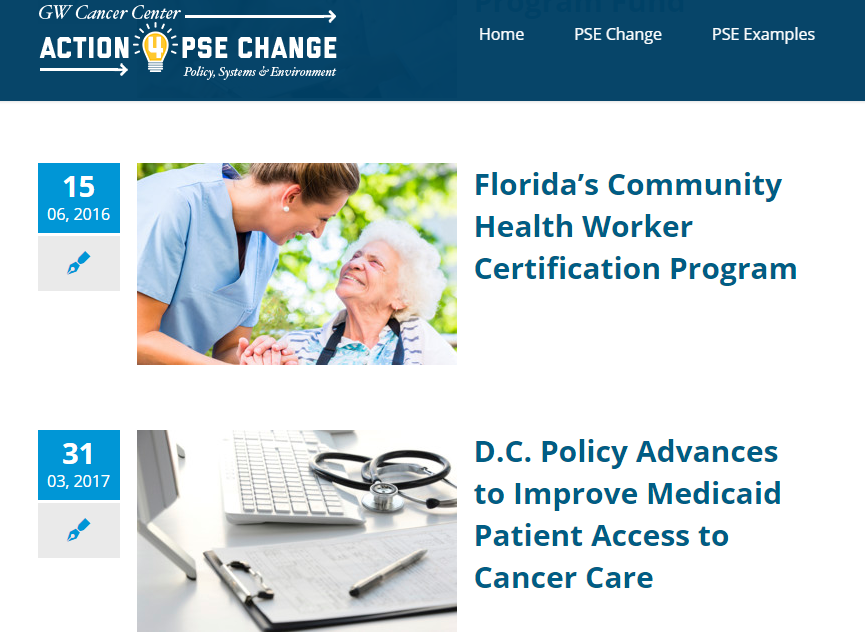 GW Cancer Center
ACTION 4 PSE CHANGE
Policy, Systems & Environment
Program Fund
Home PSE Change PSE Examples
15
06, 2016
Florida’s Community
Health Worker
Certification Program
31
03, 2017
D.C. Policy Advances
to Improve Medicaid
Patient Access to
Cancer Care